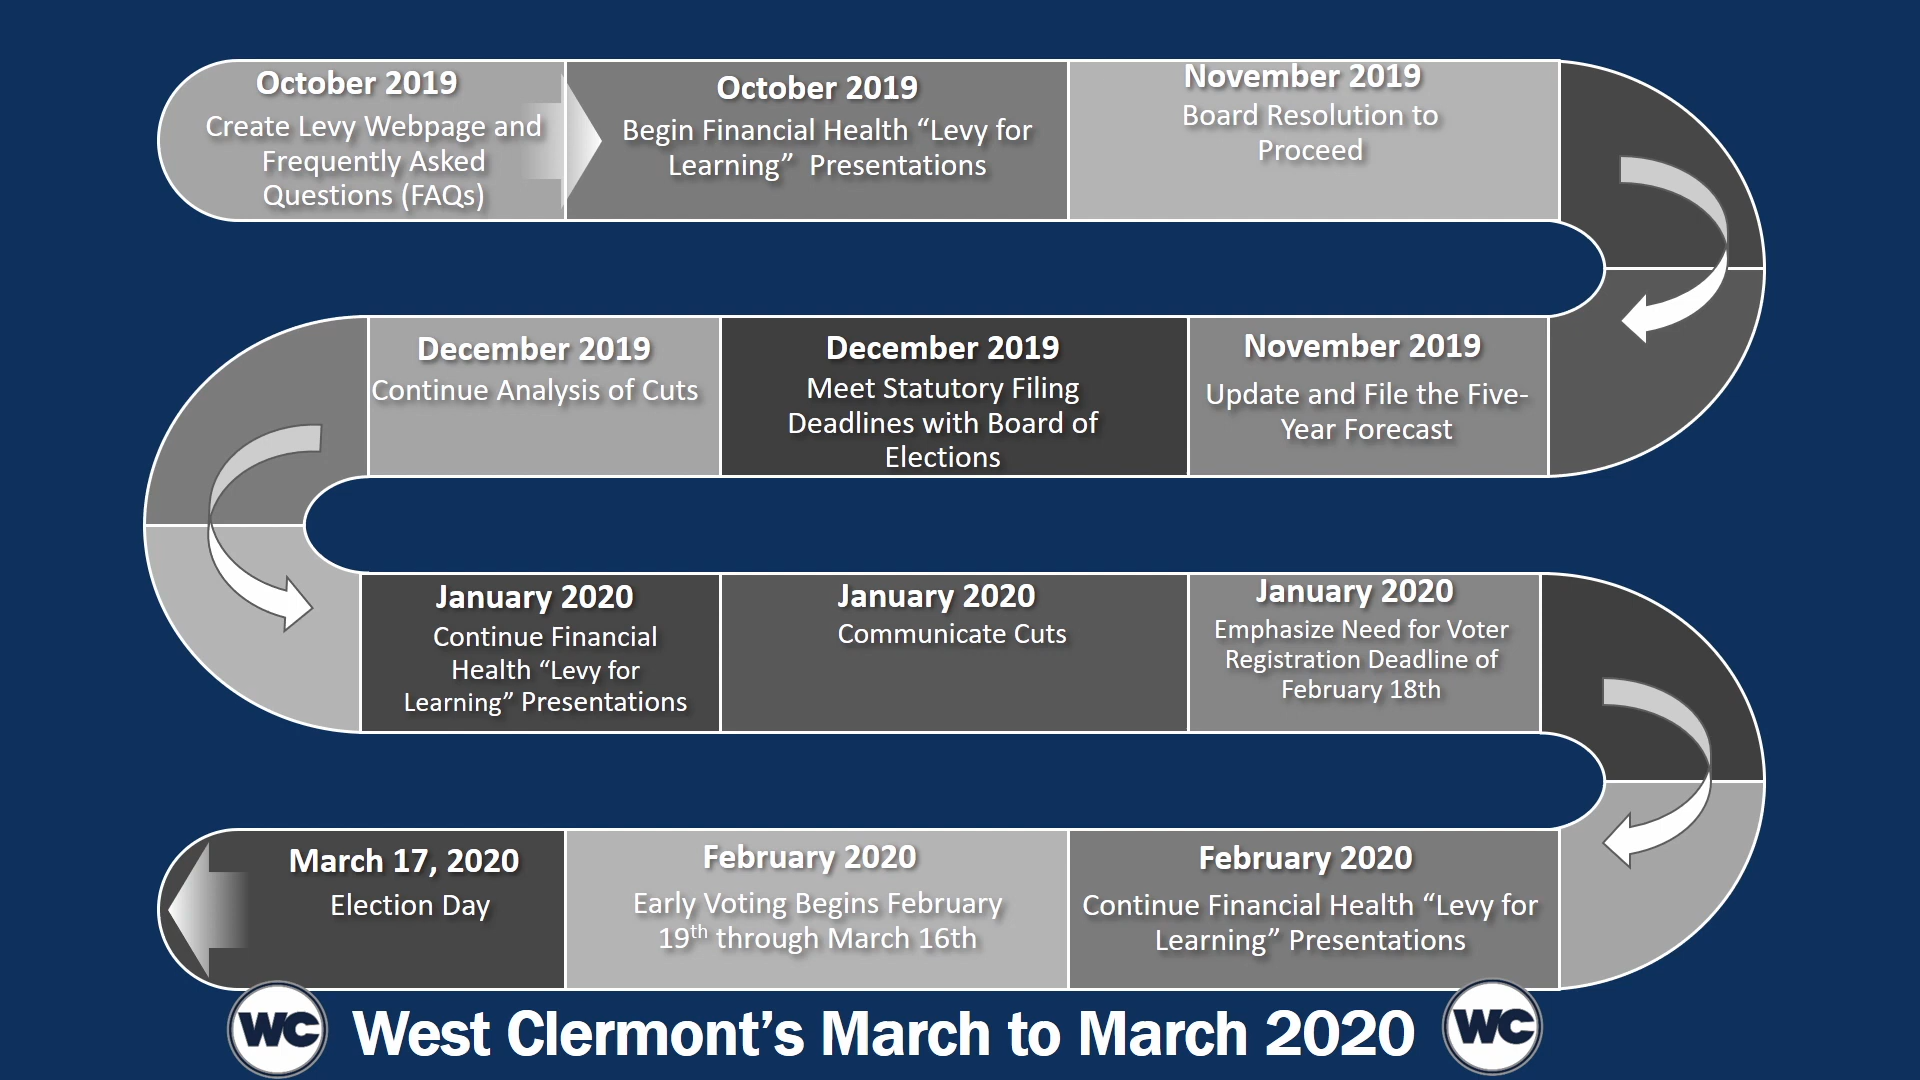 October 2019
Create Levy Webpage and
Frequently Asked
Questions (FAQs)
October 2019
Begin Financial Health “Levy for
Learning” Presentations
November 2019
Board Resolution to
Proceed
November 2019
Update and File the Five-
Year Forecast
December 2019
Meet Statutory Filing
Deadlines with Board of
Elections
December 2019
Continue Analysis of Cuts
January 2020
Continue Financial
Health “Levy for
Learning” Presentations
January 2020
Communicate Cuts
January 2020
Emphasize Need for Voter
Registration Deadline of
February 18th
February 2020
Continue Financial Health “Levy for
Learning” Presentations
February 2020
Early Voting Begins February
19th through March 16th
March 17, 2020
Election Day
WC
West Clermont’s March to March 2020
WC